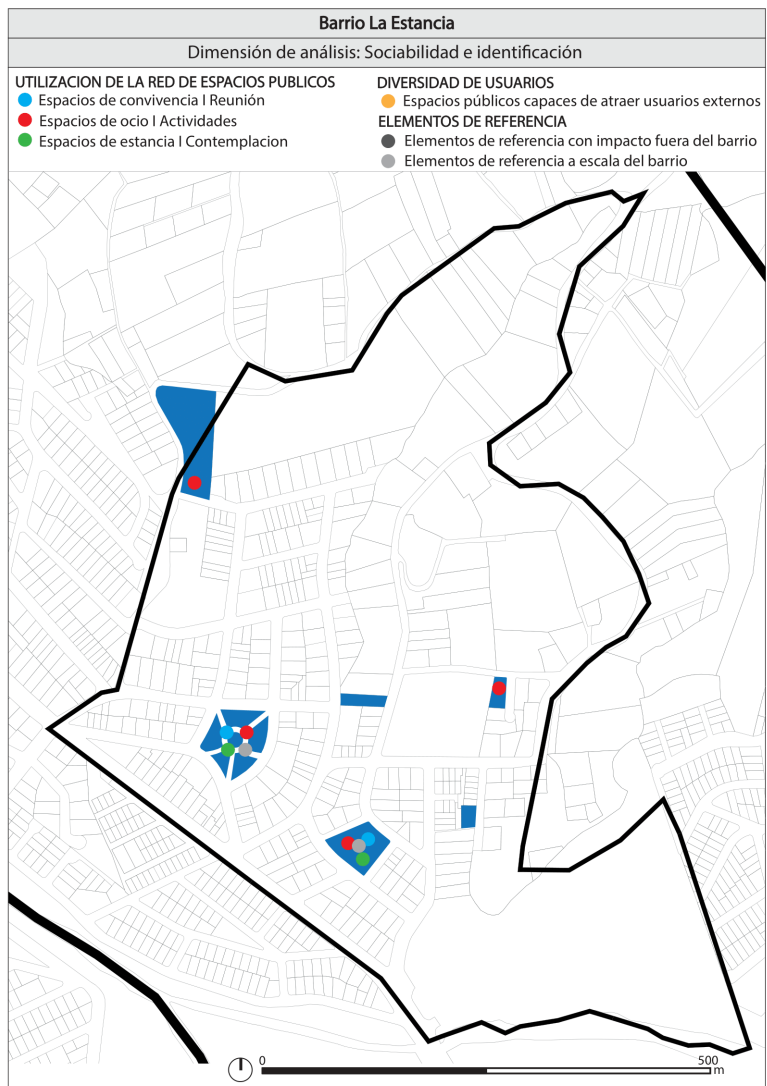 Barrio La Estancia
Dimensión de análisis: Sociabilidad e identificación
UTILIZACION DE LA RED DE ESPACIOS PUBLICOS
Espacios de convivencia I Reunión
Espacios de ocio I Actividades
Espacios de estancia I Contemplacion
DIVERSIDAD DE USUARIOS
Espacios públicos capaces de atraer usuarios externos
ELEMENTOS DE REFERENCIA
Elementos de referencia con impacto fuera del barrio
Elementos de referencia a escala del barrio
0
500
m